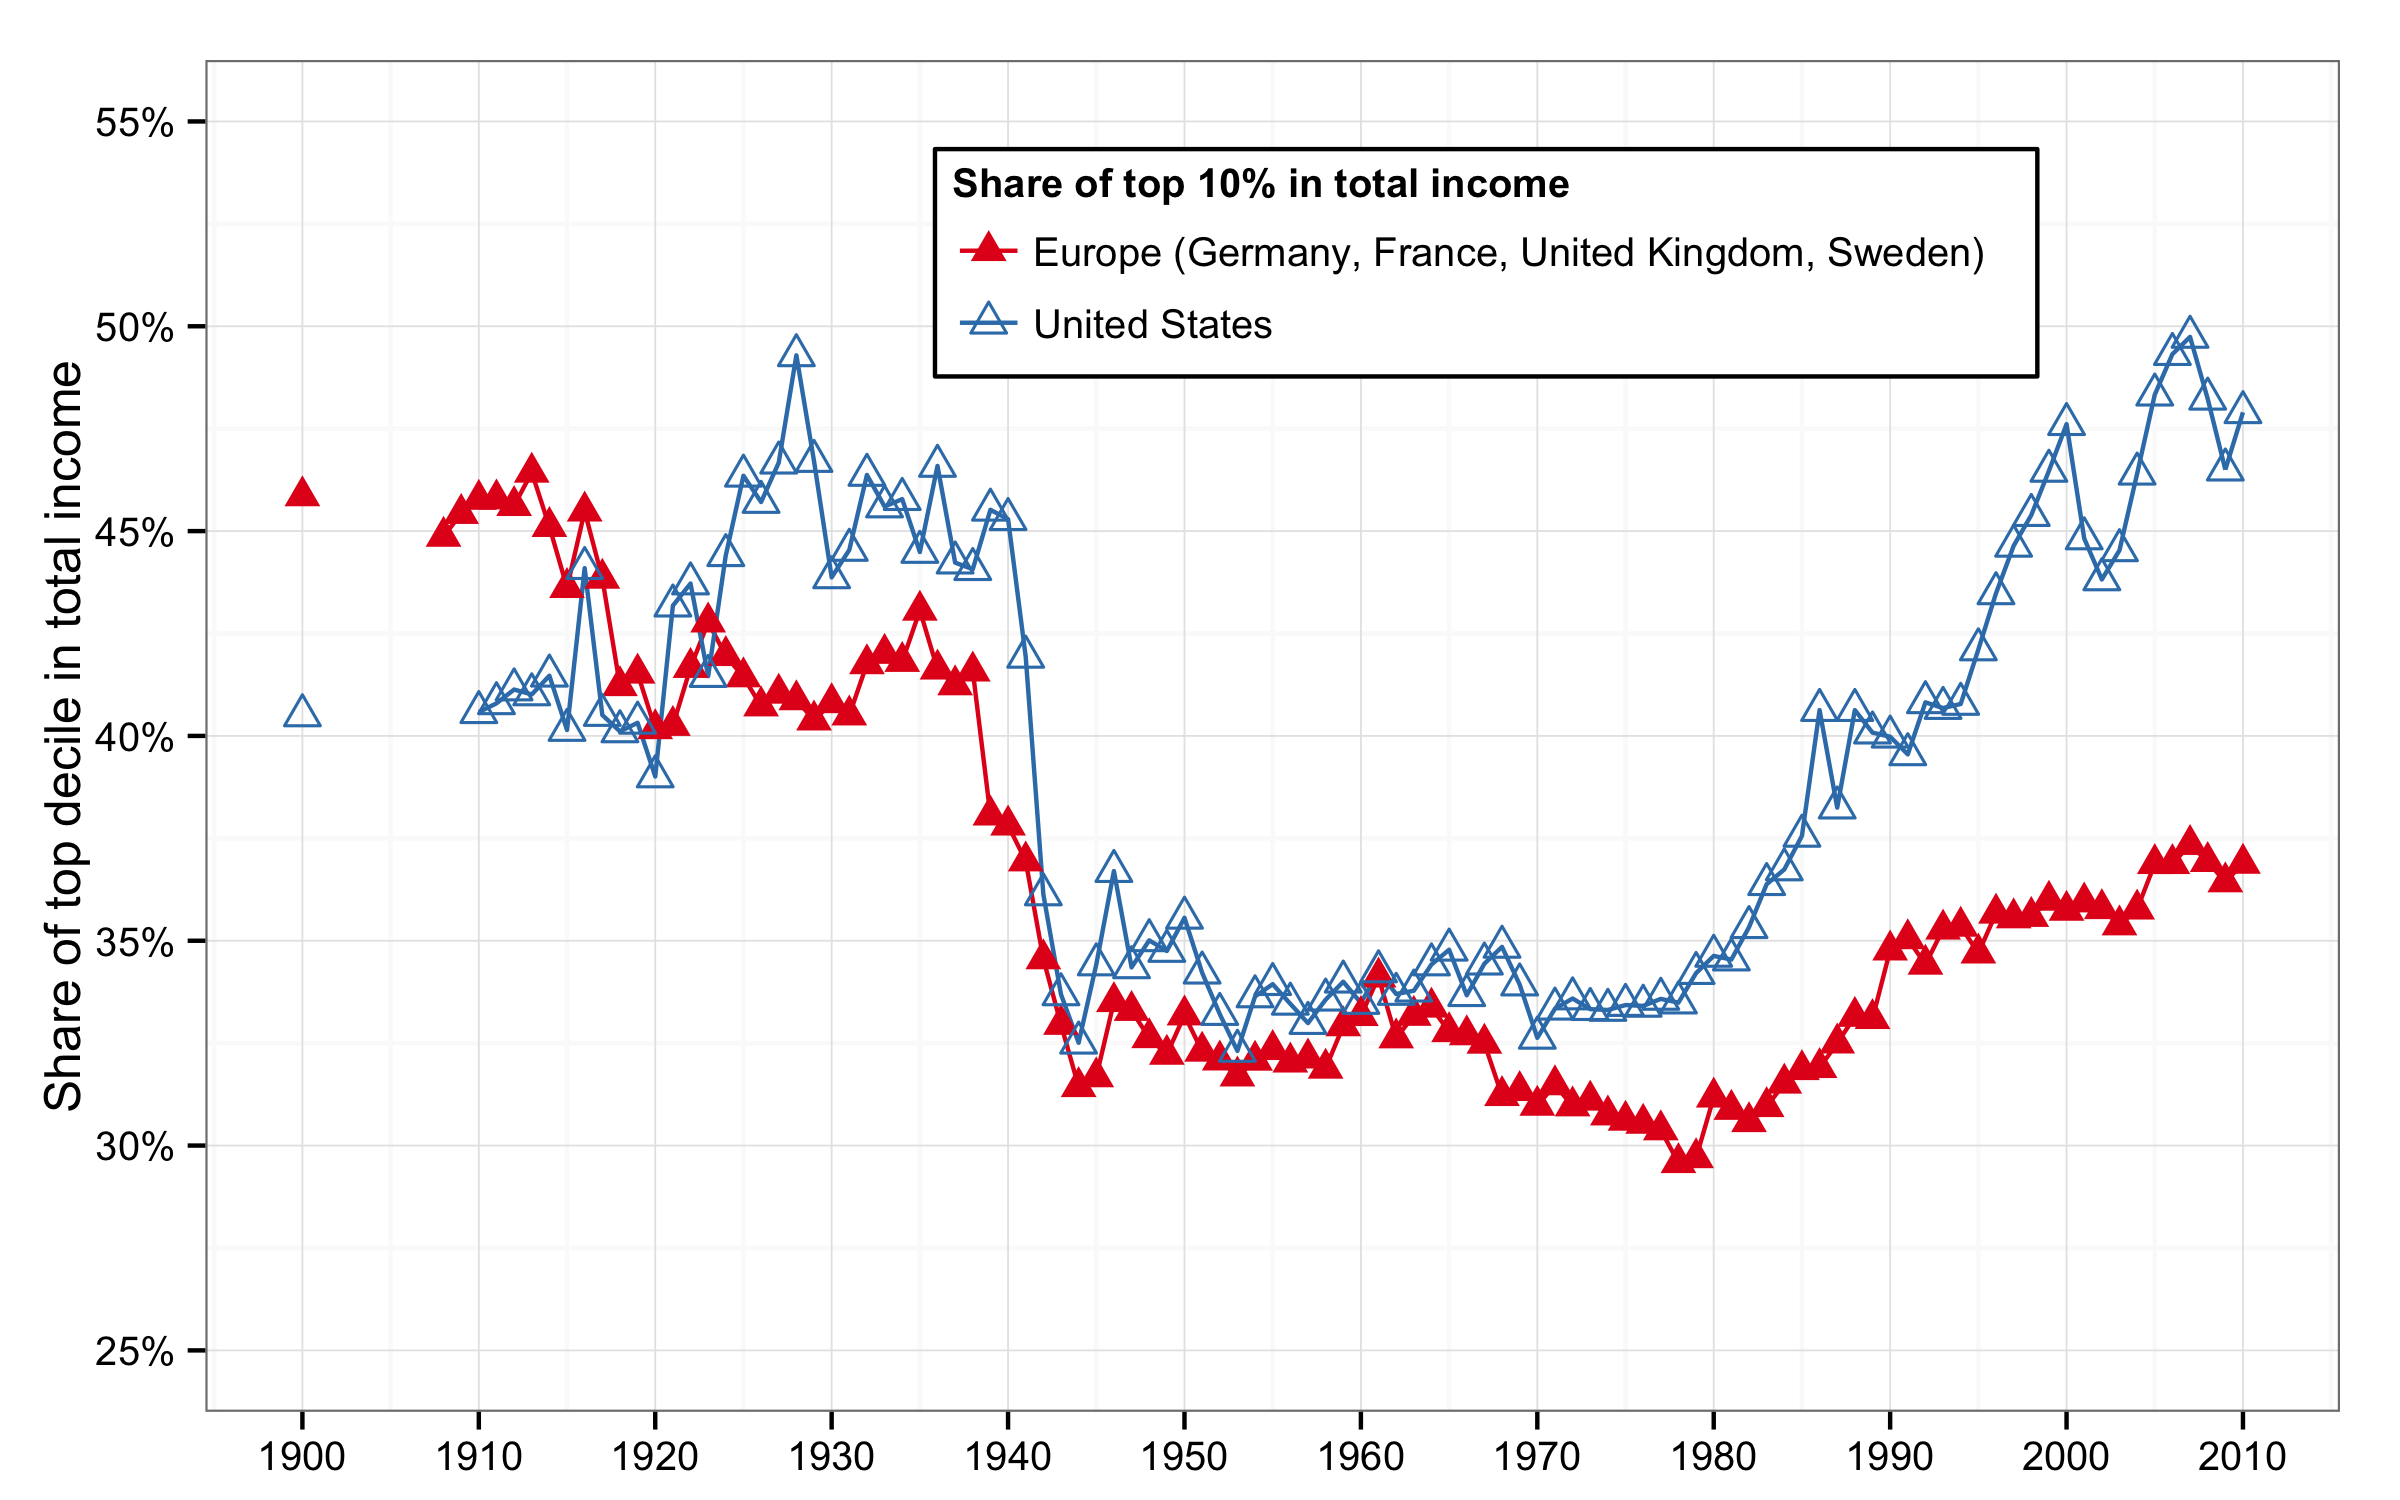 55%
50%
45%
40%
35%
30%
25%
Share of top decile in total income
Share of top 10% in total income
Europe (Germany, France, United Kingdom, Sweden)
United States
1900 1910 1920 1930 1940 1950 1960 1970 1980 1990 2000 2010